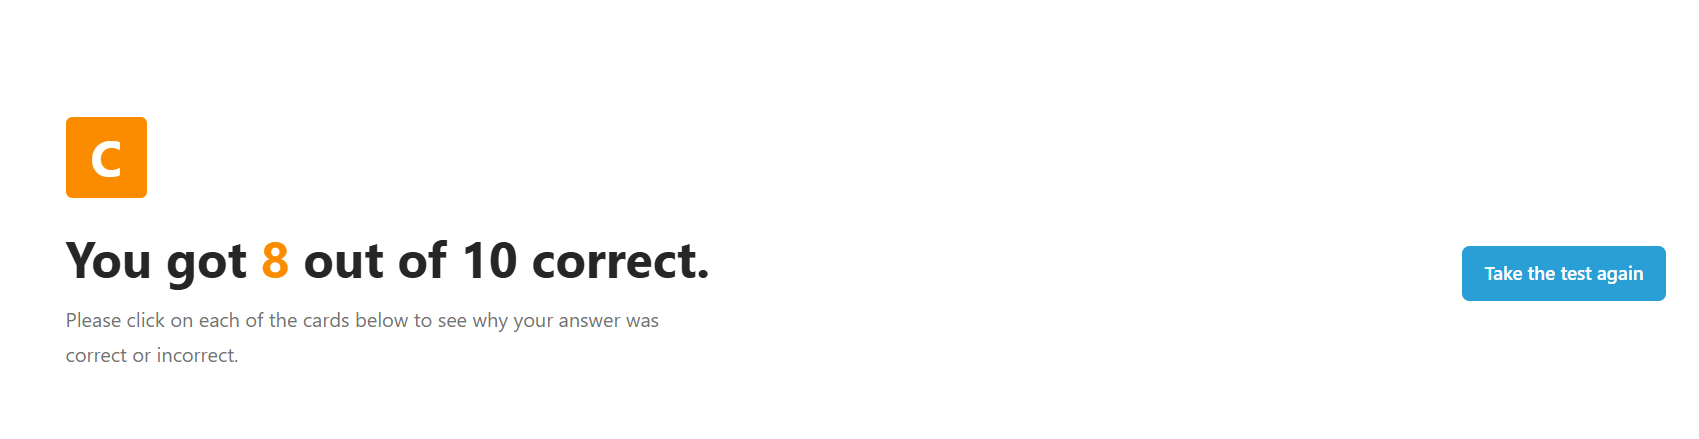 C
You got 8 out of 10 correct.
Please click on each of the cards below to see why your answer was
correct or incorrect.
Take the test again